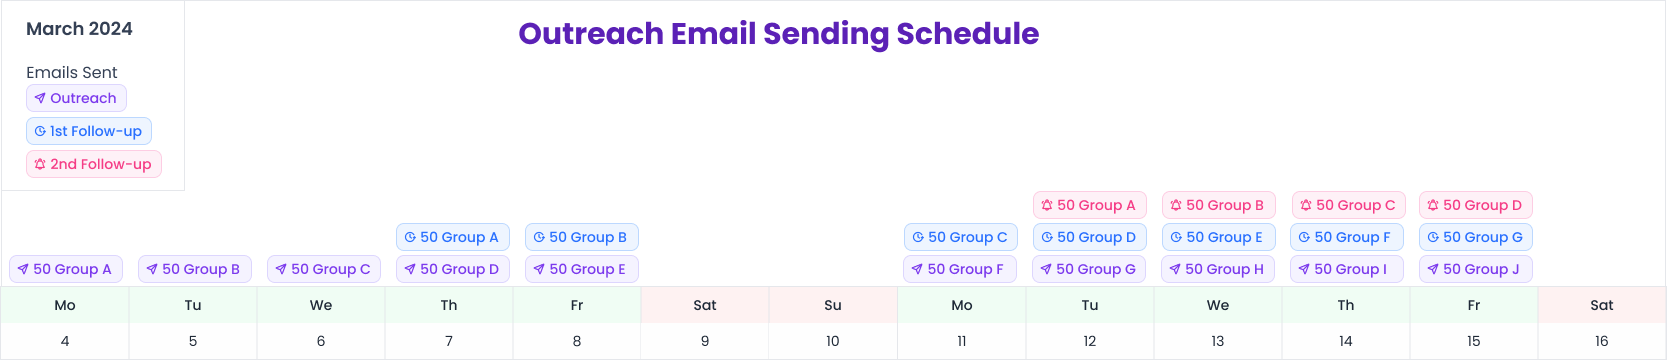 March 2024
Outreach Email Sending Schedule
Emails Sent
Outreach
1st Follow-up
2nd Follow-up
50 Group A 50 Group B 50 Group C 50 Group D
50 Group A 50 Group B 50 Group C 50 Group D 50 Group E 50 Group F 50 Group G
50 Group A 50 Group B 50 Group C 50 Group D 50 Group E 50 Group F 50 Group G 50 Group H 50 Group I 50 Group J
Mo Tu We Th Fr Sat Su Mo Tu We Th Fr Sat
4 5 6 7 8 9 10 11 12 13 14 15 16